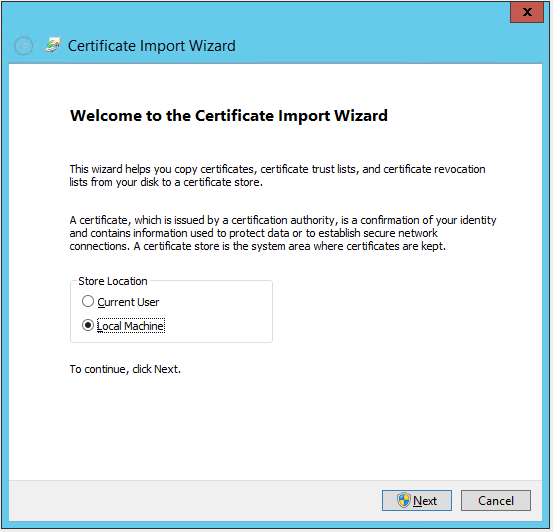 Certificate Import Wizard
Welcome to the Certificate Import Wizard
This wizard helps you copy certificates, certificate trust lists, and certificate revocation
lists from your disk to a certificate store.
A certificate, which is issued by a certification authority, is a confirmation of your identity
and contains information used to protect data or to establish secure network
connections. A certificate store is the system area where certificates are kept.
Store Location
Current User
Local Machine
To continue, click Next.
Next
Cancel